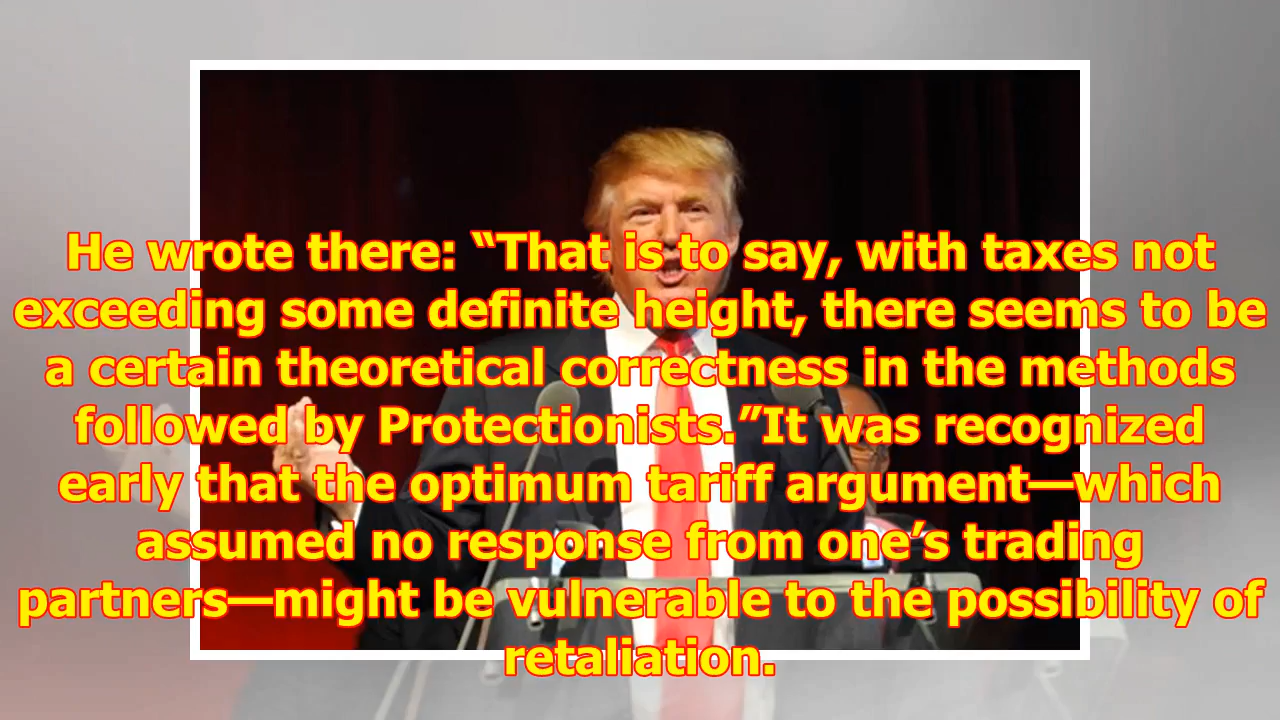 He wrote there: “That is to say, with taxes not
exceeding some definite height, there seems to be
a certain theoretical correctness in the methods
followed by Protectionists.”It was recognized
early that the optimum tariff argument—which
assumed no response from one’s trading
partners—might be vulnerable to the possibility of
retaliation.